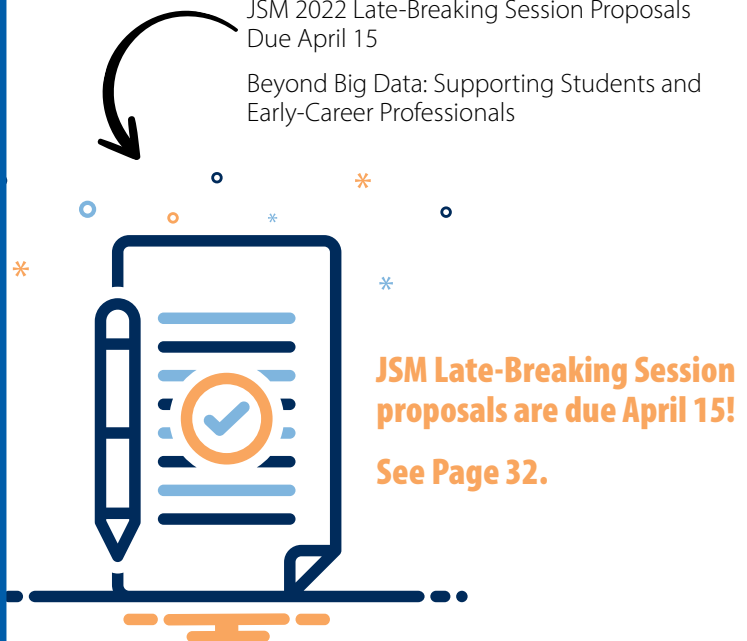 JSM 2022 Late-Breaking Session Proposals
Due April 15
Beyond Big Data: Supporting Students and
Early-Career Professionals
JSM Late-Breaking Session
proposals are due April 15!
See Page 32.